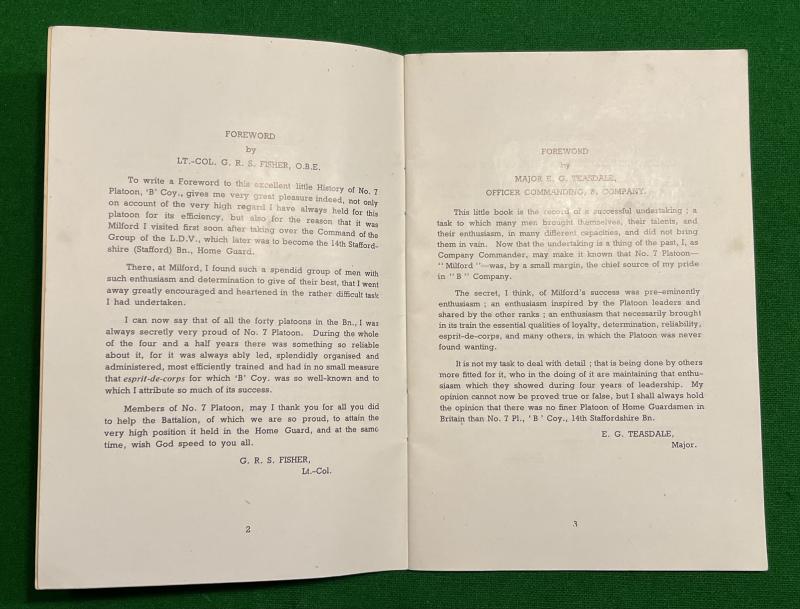 FOREWORD
by
LT.-COL. G. R. S. FISHER, O.B.E.
To write a Foreword to this excellent little History of No. 7
Platoon, 'B' Coy., gives me very great pleasure indeed, not only
on account of the very high regard I have always held for this
platoon for its efficiency, but also for the reason that it was
Milford I visited first soon after taking over the Command of the
Group of the L.D.V., which later was to become the 14th Stafford-
shire (Stafford) Bn., Home Guard.
There, at Milford, I found such a spendid group of men with
such enthusiasm and determination to give of their best, that I went
away greatly encouraged and heartened in the rather difficult task
I had undertaken.
I can now say that of all the forty platoons in the Bn., I was
always secretly very proud of No. 7 Platoon. During the whole
of the four and a half years there was something so reliable
about it, for it was always ably led, splendidly organised and
administered, most efficiently trained and had in no small measure
that esprit-de-corps for which 'B' Coy. was so well-known and to
which I attribute so much of its success.
Members of No. 7 Platoon, may I thank you for all you did
to help the Battalion, of which we are so proud, to attain the
very high position it held in the Home Guard, and at the same
time, wish God speed to you all.
G. R. S. FISHER,
Lt.-Col.
2
FOREWORD
by
MAJOR E. G. TEASDALE,
OFFICER COMMANDING, B. COMPANY.
This little book is the record of a successful undertaking ; a
task to which many men brought themselves, their talents, and
their enthusiasm, in many different capacities, and did not bring
them in vain. Now that the undertaking is a thing of the past, I, as
Company Commander, may make it known that No. 7 Platoon—
" Milford "—was, by a small margin, the chief source of my pride
in " B " Company.
The secret, I think, of Milford's success was pre-eminently
enthusiasm ; an enthusiasm inspired by the Platoon leaders and
shared by the other ranks ; an enthusiasm that necessarily brought
in its train the essential qualities of loyalty, determination, reliability,
esprit-de-corps, and many others, in which the Platoon was never
found wanting.
It is not my task to deal with detail ; that is being done by others
more fitted for it, who in the doing of it are maintaining that enthu-
siasm which they showed during four years of leadership. My
opinion cannot now be proved true or false, but I shall always hold
the opinion that there was no finer Platoon of Home Guardsmen in
Britain than No. 7 Pl., ' B ' Coy., 14th Staffordshire Bn.
E. G. TEASDALE,
Major.
3